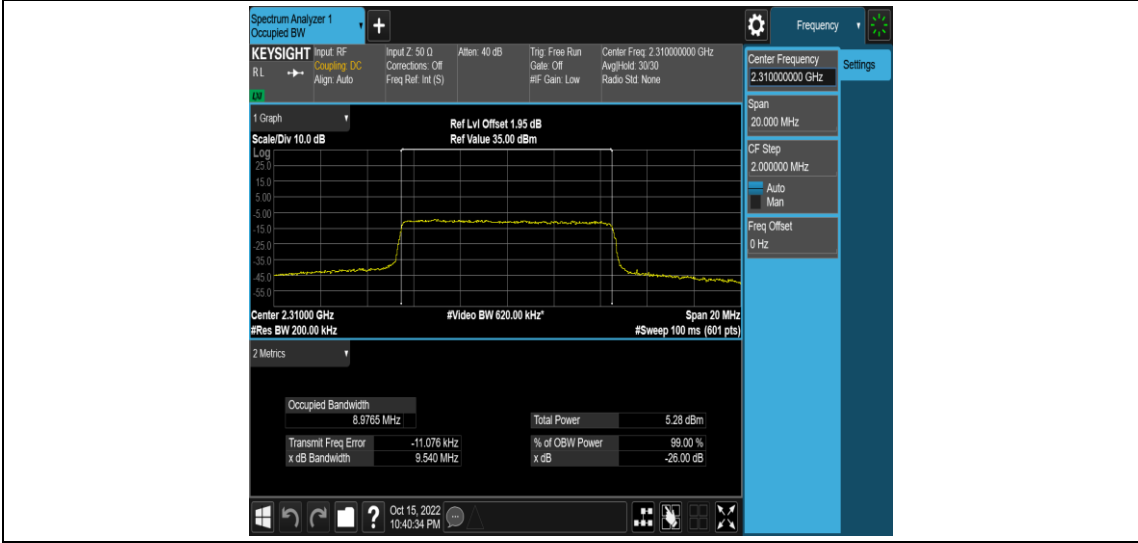 Spectrum Analyzer 1
Occupied BW
+
Frequency
KEYSIGHT
RL
Input: RF
Coupling: DC
Align: Auto
Input Z: 50 Ω
Corrections: Off
Freq Ref: Int (S)
Atten: 40 dB
Trig: Free Run
Gate: Off
#IF Gain: Low
Center Freq: 2.310000000 GHz
Avg|Hold: 30/30
Radio Std: None
Center Frequency
2.310000000 GHz
Settings
Span
20.000 MHz
CF Step
2.000000 MHz
Auto
Man
Freq Offset
0 Hz
1 Graph
Scale/Div 10.0 dB
Ref Lvl Offset 1.95 dB
Ref Value 35.00 dBm
Log
25.0
15.0
5.00
-5.00
-15.0
-25.0
-35.0
-45.0
-55.0
Center 2.31000 GHz
#Video BW 620.00 kHz*
Span 20 MHz
#Res BW 200.00 kHz
#Sweep 100 ms (601 pts)
2 Metrics
Occupied Bandwidth
8.9765 MHz
Total Power 5.28 dBm
Transmit Freq Error -11.076 kHz
% of OBW Power 99.00 %
x dB Bandwidth 9.540 MHz
x dB -26.00 dB
?
Oct 15, 2022
10:40:34 PM